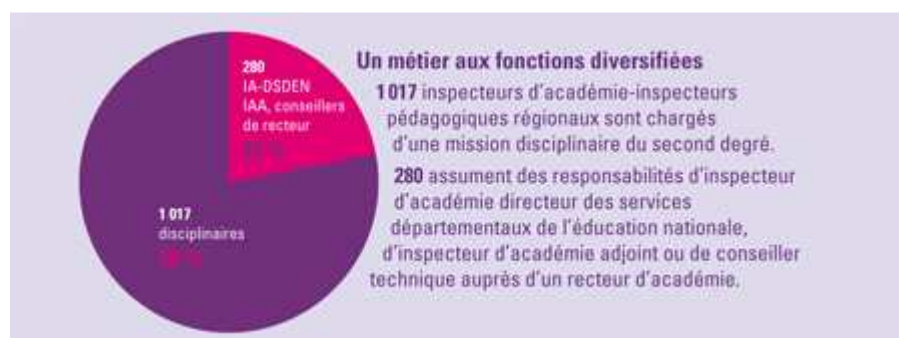 280
IA-DSDEN
IAA, conseillers
de recteur
1 017
disciplinaires
Un métier aux fonctions diversifiées
1 017 inspecteurs d'académie-inspecteurs
pédagogiques régionaux sont chargés
d'une mission disciplinaire du second degré.
280 assument des responsabilités d'inspecteur
d'académie directeur des services
départementaux de l'éducation nationale,
d'inspecteur d'académie adjoint ou de conseiller
technique auprès d'un recteur d'académie.